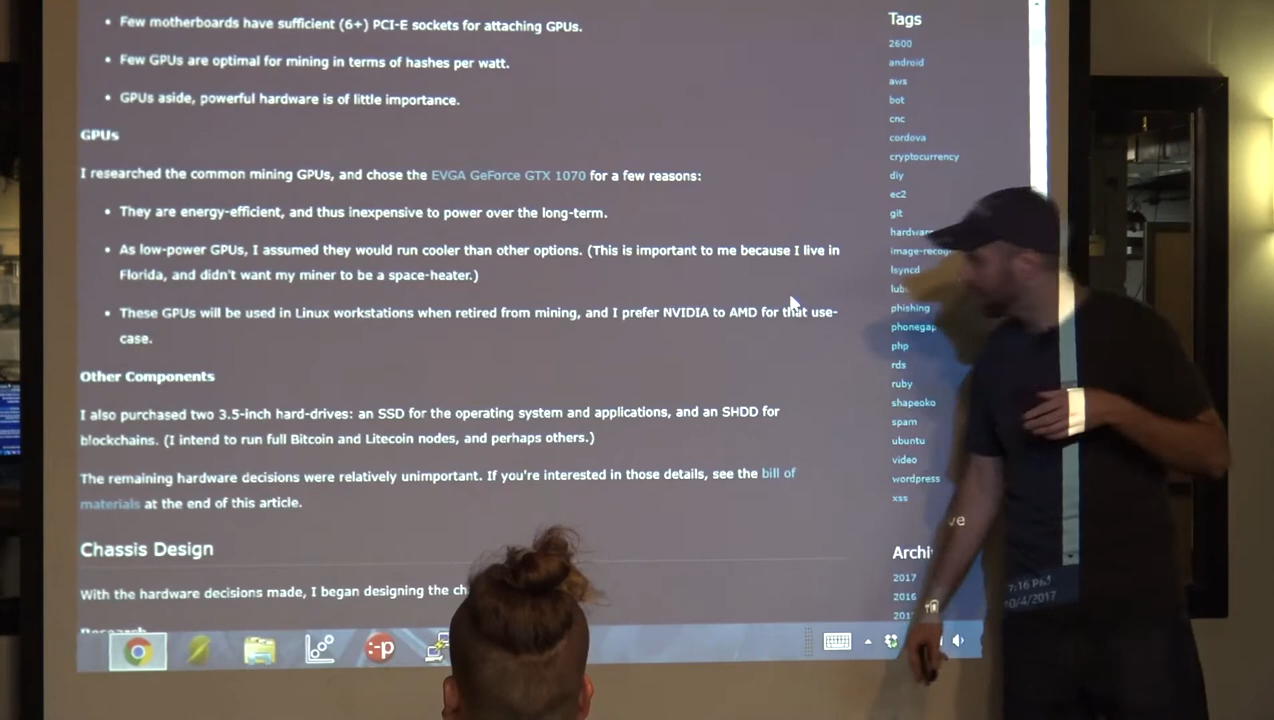 Few motherboards have sufficient (6+) PCI-E sockets for attaching GPUs.
Few GPUs are optimal for mining in terms of hashes per watt.
GPUs aside, powerful hardware is of little importance.
GPUs
I researched the common mining GPUs, and chose the EVGA GeForce GTX 1070 for a few reasons:
They are energy-efficient, and thus inexpensive to power over the long-term.
As low-power GPUs, I assumed they would run cooler than other options. (This is important to me because I live in
Florida, and didn't want my miner to be a space-heater.)
These GPUs will be used in Linux workstations when retired from mining, and I prefer NVIDIA to AMD for that use-
case.
Other Components
I also purchased two 3.5-inch hard-drives: an SSD for the operating system and applications, and an SHDD for
blockchains. (I intend to run full Bitcoin and Litecoin nodes, and perhaps others.)
The remaining hardware decisions were relatively unimportant. If you're interested in those details, see the bill of
materials at the end of this article.
Chassis Design
With the hardware decisions made, I began designing the
Research
Tags
2600
android
aws
bot
cnc
cordova
cryptocurrency
diy
ec2
git
hardware
image-recog
lsyncd
phishing
phonegap
php
rds
ruby
shapeoko
spam
ubuntu
video
wordpress
xss
Archi
2017
2016
201
:-p
7:16 PM
10/4/2017